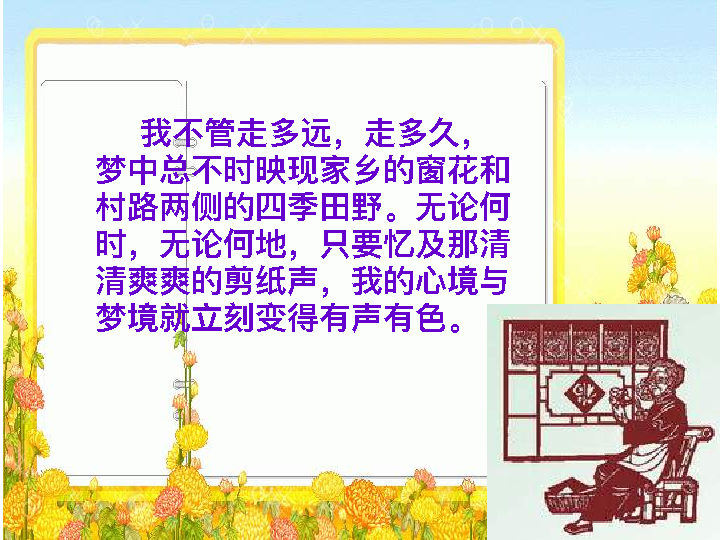 我不管走多远，走多久，
梦中总不时映现家乡的窗花和
村路两侧的四季田野。无论何
时，无论何地，只要忆及那清
清爽爽的剪纸声，我的心境与
梦境就立刻变得有声有色。